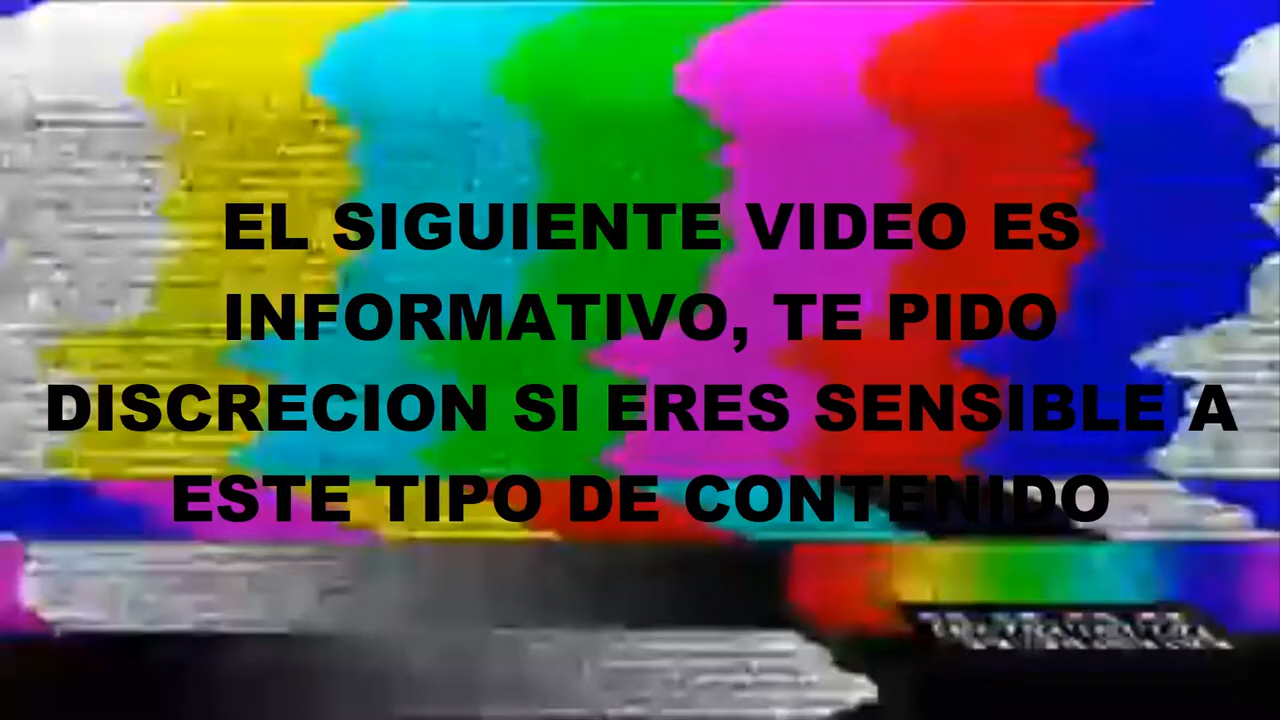 EL SIGUIENTE VIDEO ES
INFORMATIVO, TE PIDO
DISCRECION SI ERES SENSIBLE A
ESTE TIPO DE CONTENIDO